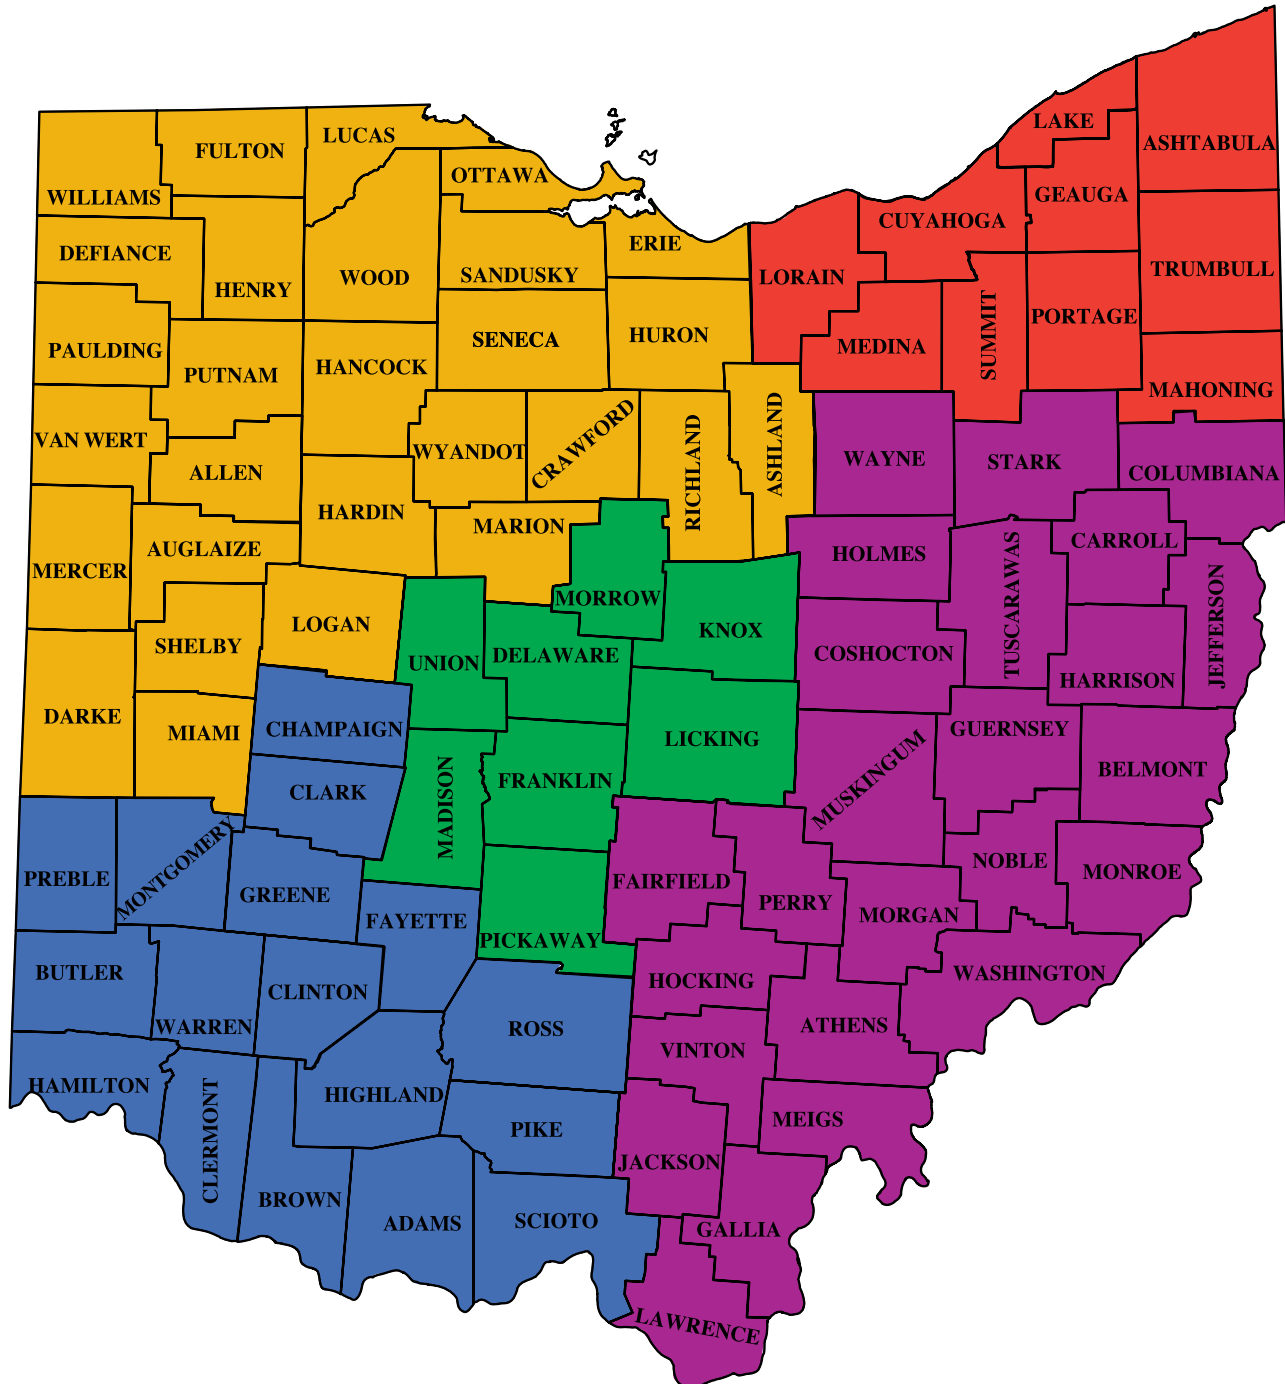 LAKE
LUCAS
ASHTABULA
FULTON
OTTAWA
WILLIAMS
GEAUGA
CUYAHOGA
ERIE
DEFIANCE
TRUMBULL
LORAIN
SANDUSKY
WOOD
HENRY
PORTAGE
SUMMIT
HURON
SENECA
MEDINA
PAULDING
HANCOCK
PUTNAM
MAHONING
VAN WERT
CRAWFORD
ASHLAND
WYANDOT
WAYNE
STARK
RICHLAND
ALLEN
COLUMBIANA
HARDIN
MARION
CARROLL
AUGLAIZE
HOLMES
TUSCARAWAS
MERCER
JEFFERSON
MORROW
LOGAN
KNOX
SHELBY
COSHOCTON
DELAWARE
UNION
HARRISON
DARKE
CHAMPAIGN
GUERNSEY
MIAMI
LICKING
BELMONT
MUSKINGUM
FRANKLIN
CLARK
MADISON
NOBLE
MONROE
PREBLE
MONTGOMERY
FAIRFIELD
GREENE
PERRY
MORGAN
FAYETTE
PICKAWAY
BUTLER
WASHINGTON
HOCKING
CLINTON
WARREN
ROSS
ATHENS
VINTON
HAMILTON
HIGHLAND
MEIGS
PIKE
CLERMONT
JACKSON
BROWN
ADAMS
SCIOTO
GALLIA
LAWRENCE